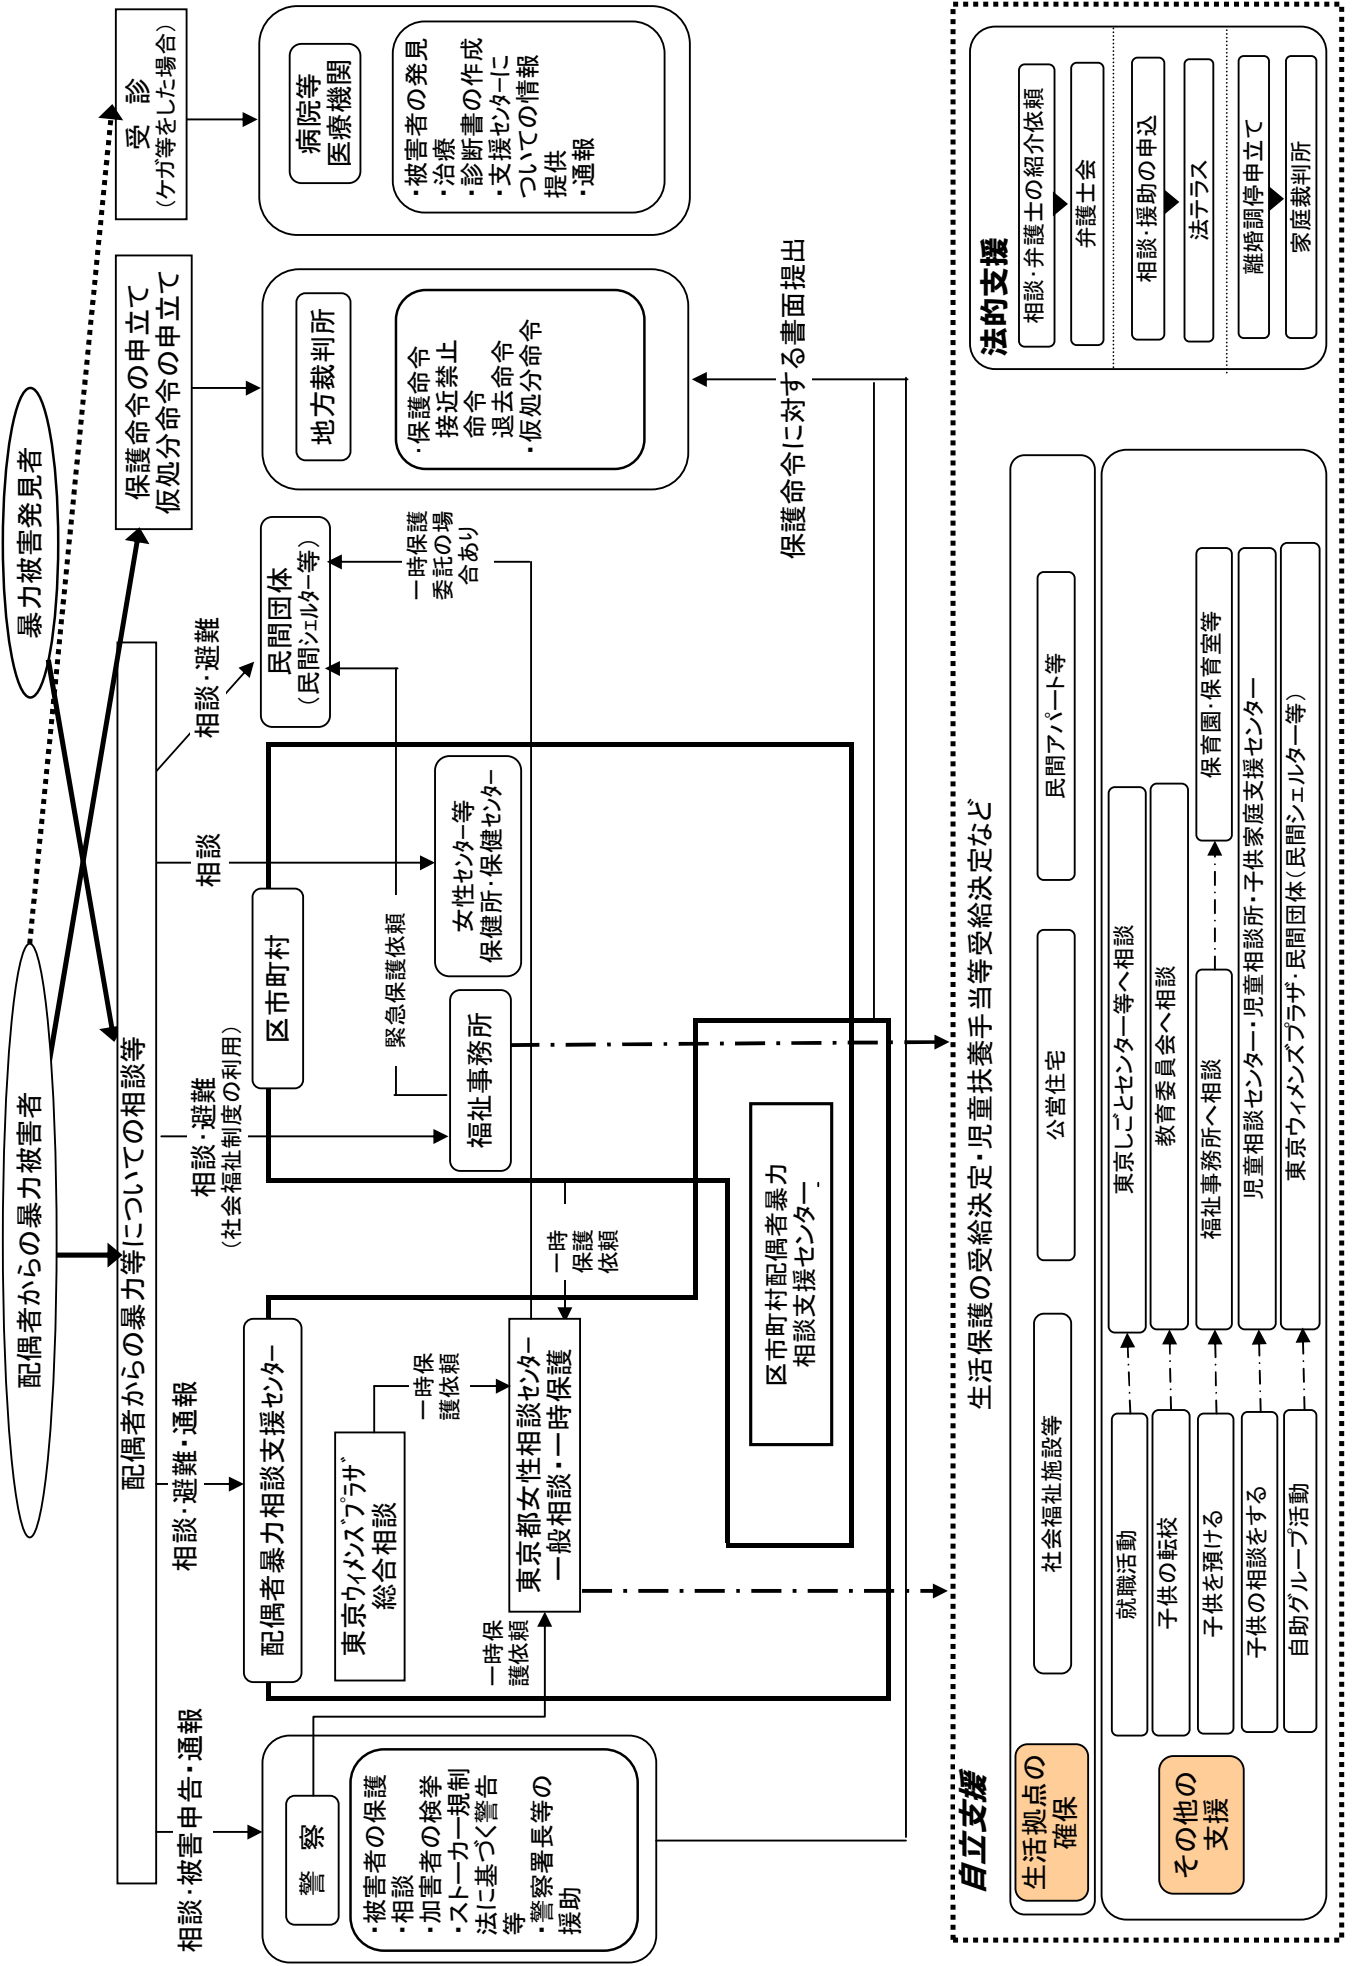 配偶者からの暴力被害者
暴力被害発見者
配偶者からの暴力等についての相談等
保護命令の申立て
仮処分命令の申立て
受　診
（ケガ等をした場合）
相談・被害申告・通報
相談・避難・通報
相談・避難
（社会福祉制度の利用）
相談
相談・避難
警　察
・被害者の保護
・相談
・加害者の検挙
・ストーカー規制
法に基づく警告
等
・警察署長等の
援助
配偶者暴力相談支援センター
東京ウィメンズプラザ
総合相談
一時保
護依頼
一時保
護依頼
東京都女性相談センター
一般相談・一時保護
一時
保護
依頼
区市町村
福祉事務所
緊急保護依頼
女性センター等
保健所・保健センター
区市町村配偶者暴力
相談支援センター
民間団体
（民間シェルター等）
一時保護
委託の場
合あり
地方裁判所
・保護命令
接近禁止
命令
退去命令
・仮処分命令
病院等
医療機関
・被害者の発見
・治療
・診断書の作成
・支援センターに
ついての情報
提供
・通報
保護命令に対する書面提出
自立支援
生活保護の受給決定・児童扶養手当等受給決定など
生活拠点の
確保
社会福祉施設等
公営住宅
民間アパート等
その他の
支援
就職活動
東京しごとセンター等へ相談
子供の転校
教育委員会へ相談
子供を預ける
福祉事務所へ相談
保育園・保育室等
子供の相談をする
児童相談センター・児童相談所・子供家庭支援センター
自助グループ活動
東京ウィメンズプラザ・民間団体（民間シェルター等）
法的支援
相談・弁護士の紹介依頼
弁護士会
相談・援助の申込
法テラス
離婚調停申立て
家庭裁判所